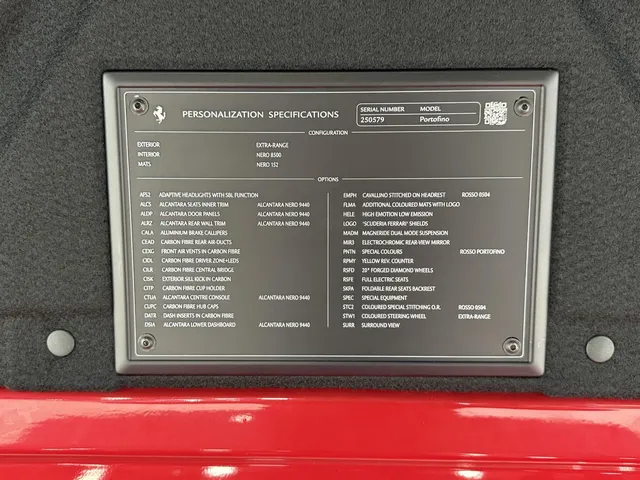 PERSONALIZATION SPECIFICATIONS
SERIAL NUMBER MODEL
250579 Portofino
CONFIGURATION
EXTERIOR EXTRA-RANGE
INTERIOR NERO 8500
MATS NERO 152
OPTIONS
AFS2 ADAPTIVE HEADLIGHTS WITH SBL FUNCTION
ALCS ALCANTARA SEATS INNER TRIM ALCANTARA NERO 9440
ALDP ALCANTARA DOOR PANELS ALCANTARA NERO 9440
ALRZ ALCANTARA REAR WALL TRIM ALCANTARA NERO 9440
CALA ALUMINIUM BRAKE CALLIPERS
CEAD CARBON FIBRE REAR AIR-DUCTS
CEXG FRONT AIR VENTS IN CARBON FIBRE
CIDL CARBON FIBRE DRIVER ZONE+LEDS
CILR CARBON FIBRE CENTRAL BRIDGE
CISK EXTERIOR SILL KICK IN CARBON
CITP CARBON FIBRE CUP HOLDER
CTUA ALCANTARA CENTRE CONSOLE ALCANTARA NERO 9440
CUPC CARBON FIBRE HUB CAPS
DMTR DASH INSERTS IN CARBON FIBRE
DSIA ALCANTARA LOWER DASHBOARD ALCANTARA NERO 9440
EMPH CAVALLINO STITCHED ON HEADREST ROSSO 0504
FLMA ADDITIONAL COLOURED MATS WITH LOGO
HELE HIGH EMOTION LOW EMISSION
LOGO "SCUDERIA FERRARI" SHIELDS
MADM MAGNERIDE DUAL MODE SUSPENSION
MIR3 ELECTROCHROMIC REAR-VIEW MIRROR
PNTN SPECIAL COLOURS ROSSO PORTOFINO
RPMY YELLOW REV. COUNTER
RSFD 20" FORGED DIAMOND WHEELS
RSFE FULL ELECTRIC SEATS
SKPA FOLDABLE REAR SEATS BACKREST
SPEC SPECIAL EQUIPMENT
STC2 COLOURED SPECIAL STITCHING O.R. ROSSO 0504
STW1 COLOURED STEERING WHEEL EXTRA-RANGE
SURR SURROUND VIEW